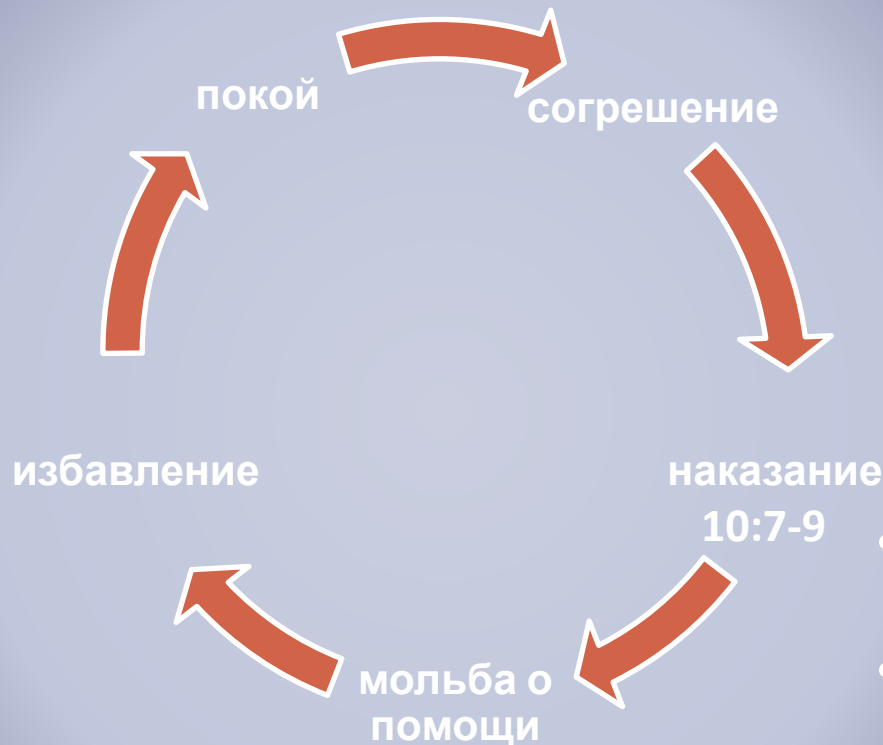 покой
согрешение
избавление
наказание
10:7-9
мольба о
помощи